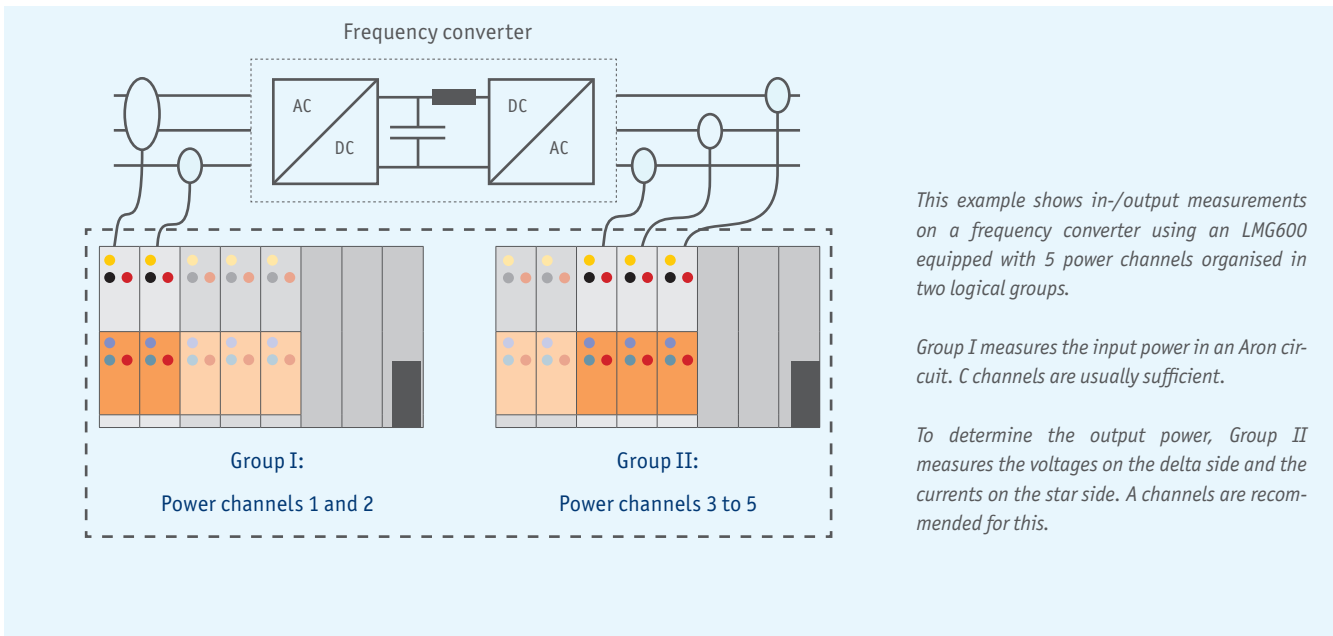 Frequency converter
AC
DC
DC
AC
This example shows in-/output measurements
on a frequency converter using an LMG600
equipped with 5 power channels organised in
two logical groups.
Group I measures the input power in an Aron cir-
cuit. C channels are usually sufficient.
To determine the output power, Group II
measures the voltages on the delta side and the
currents on the star side. A channels are recom-
mended for this.
Group I:
Power channels 1 and 2
Group II:
Power channels 3 to 5